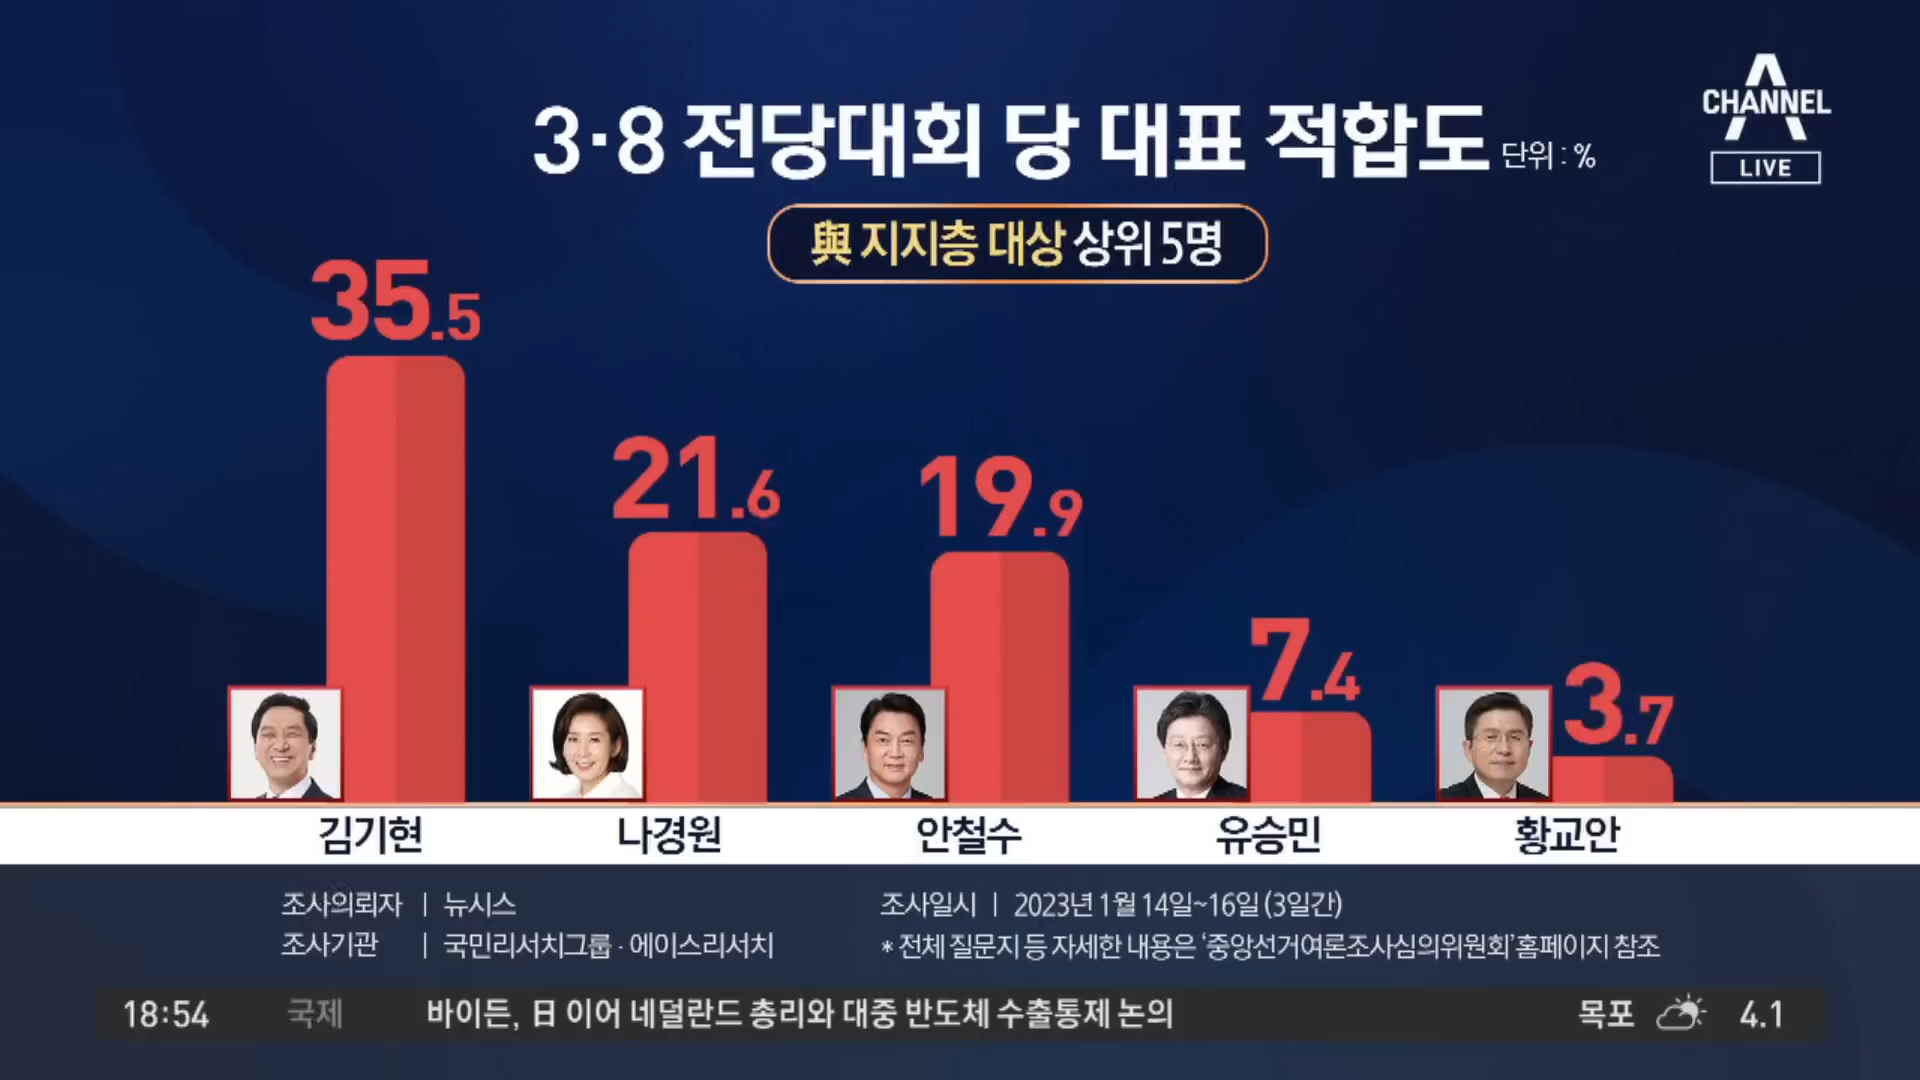 3·8 전당대회 당 대표 적합도 단위 : %
CHANNEL A
LIVE
與 지지층 대상 상위 5명
35.5
21.6
19.9
7.4
3.7
김기현 나경원 안철수 유승민 황교안
조사의뢰자 | 뉴시스
조사기관 | 국민리서치그룹 · 에이스리서치
조사일시 | 2023년 1월 14일~16일 (3일간)
* 전체 질문지 등 자세한 내용은 ‘중앙선거여론조사심의위원회’ 홈페이지 참조
18:54 국제 바이든, 日 이어 네덜란드 총리와 대중 반도체 수출통제 논의 목포 4.1